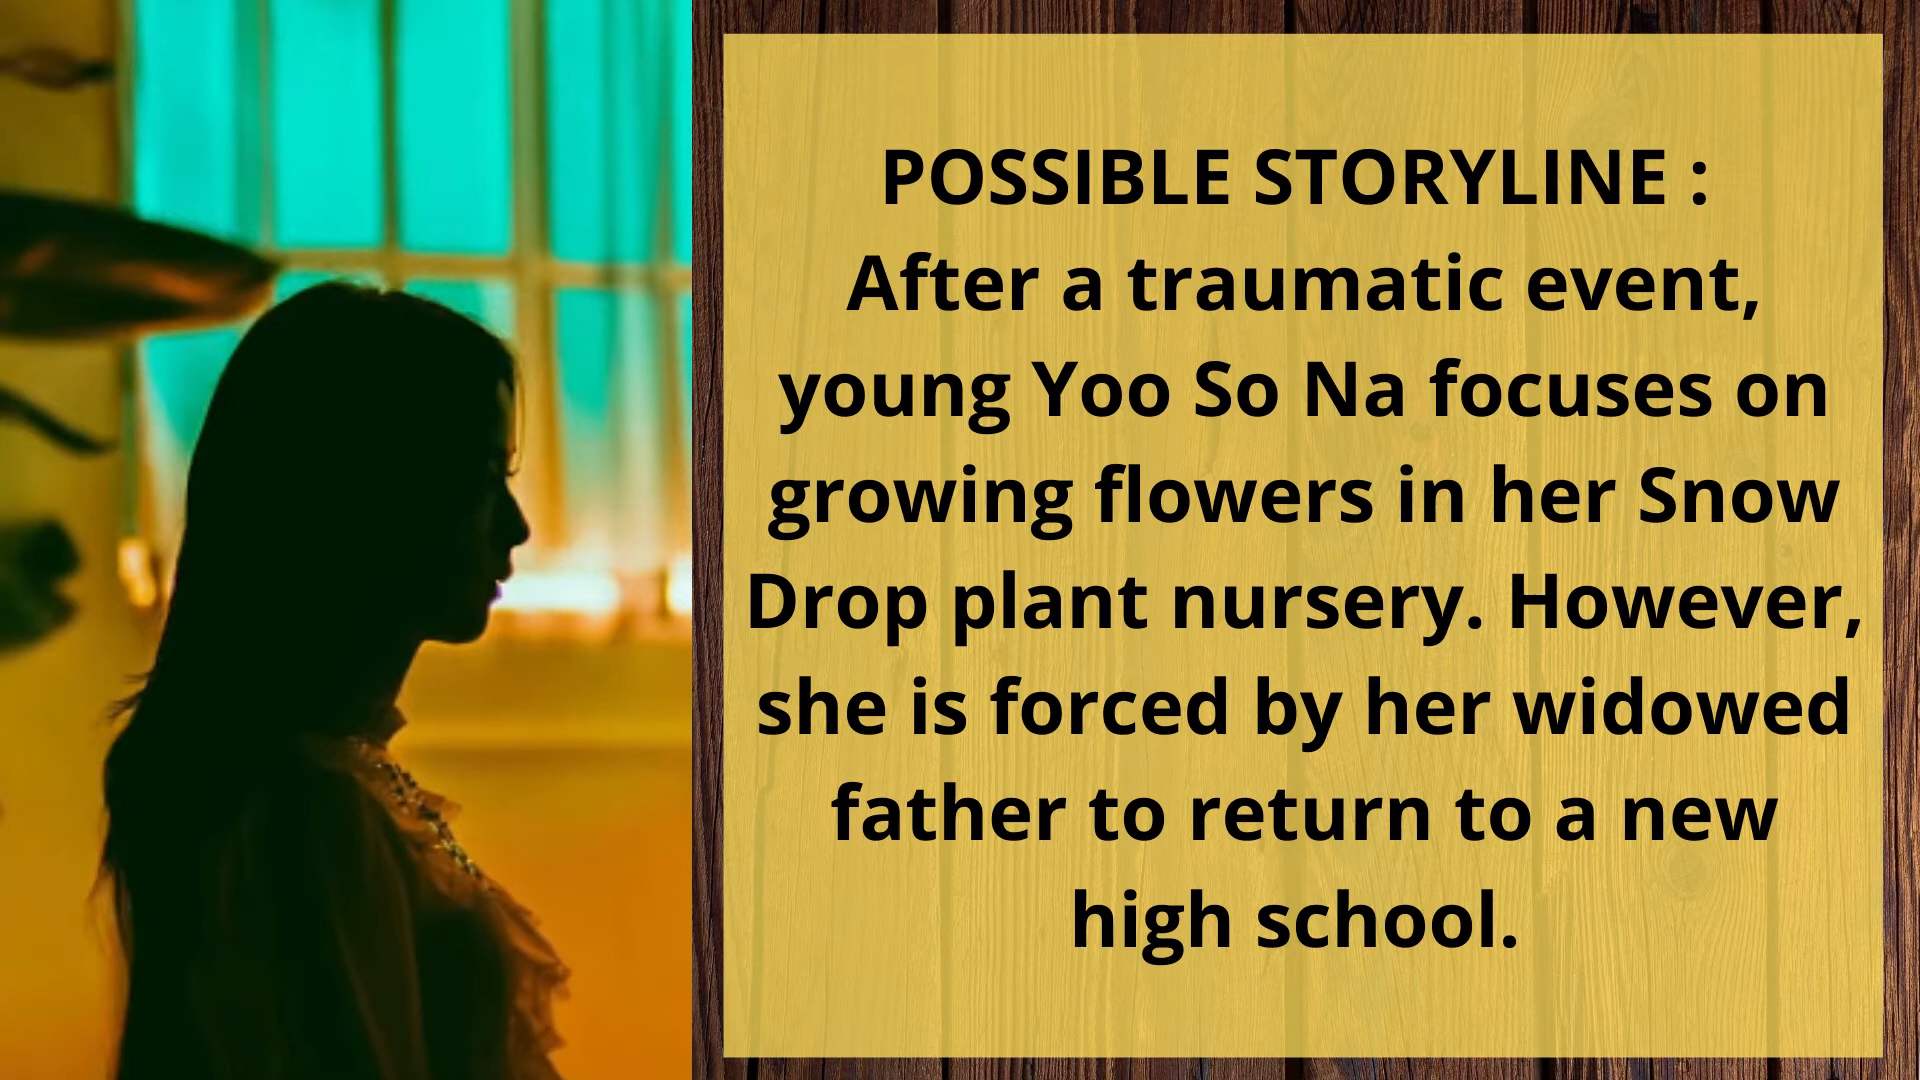 POSSIBLE STORYLINE :
After a traumatic event,
young Yoo So Na focuses on
growing flowers in her Snow
Drop plant nursery. However,
she is forced by her widowed
father to return to a new
high school.